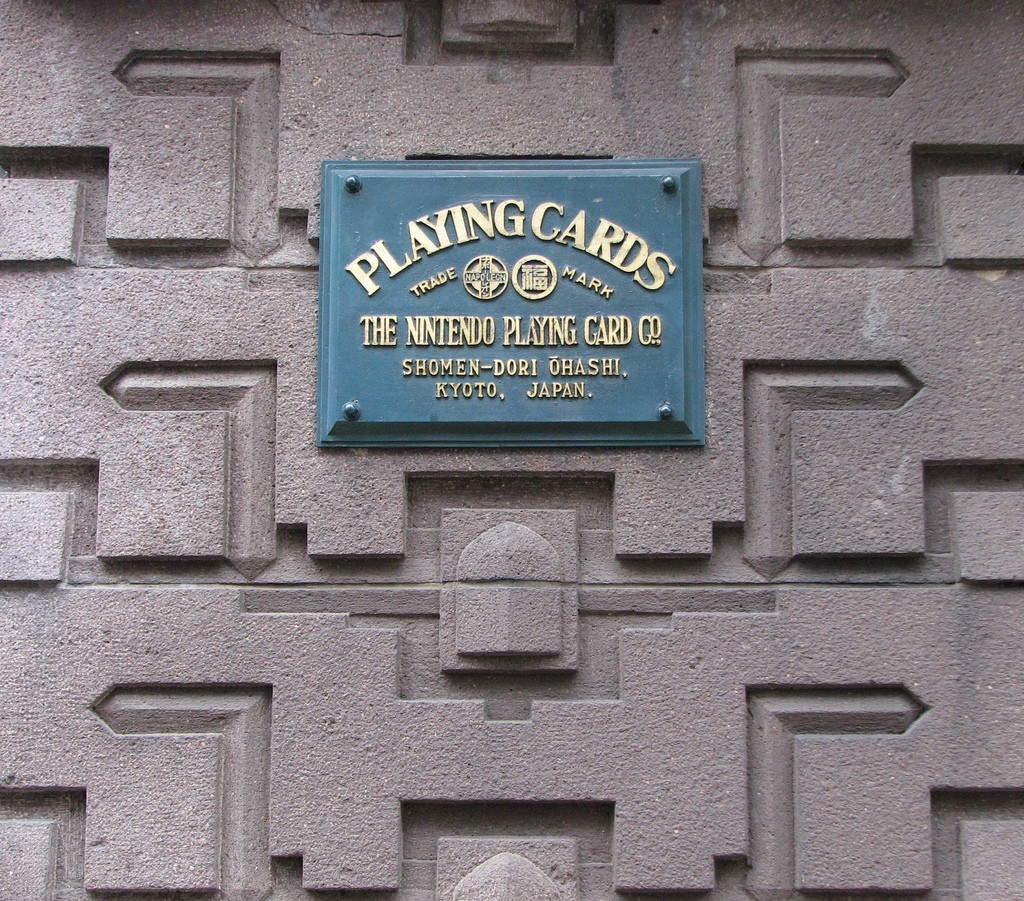 PLAYING CARDS
TRADE NAPOLEON 福 MARK
THE NINTENDO PLAYING CARD CO.
SHOMEN-DORI ŌHASHI,
KYOTO, JAPAN.